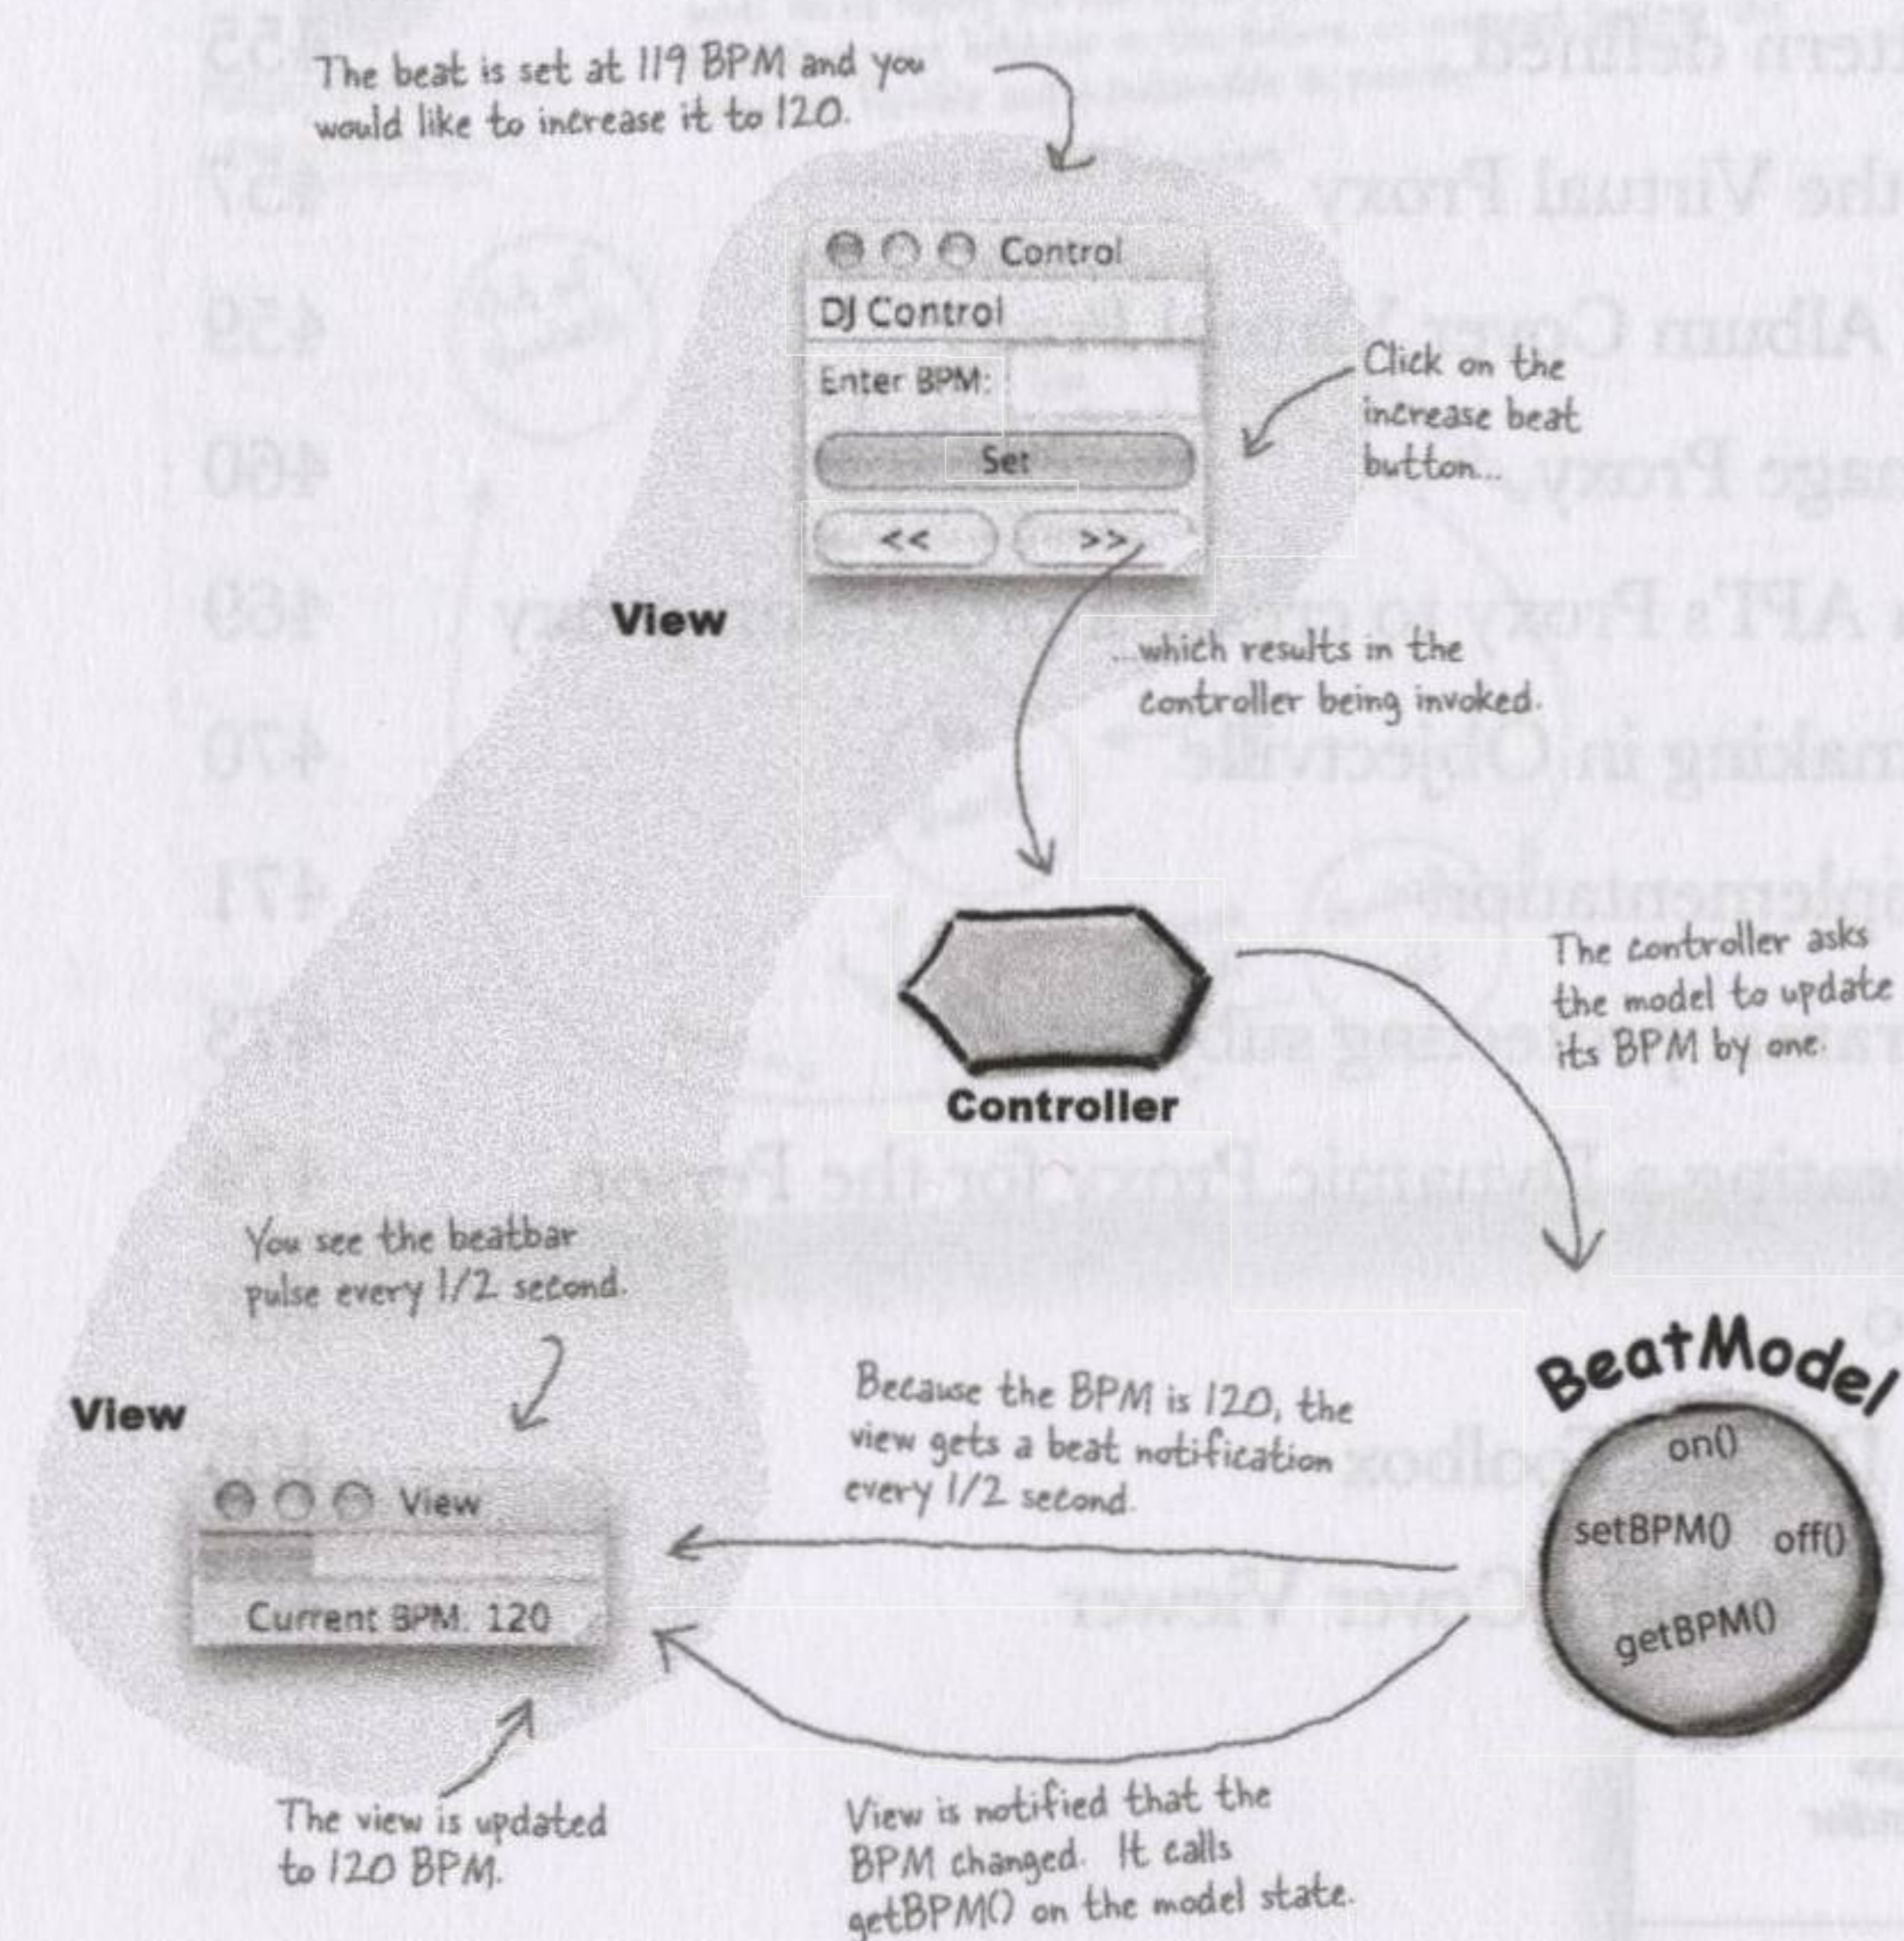 The beat is set at 119 BPM and you
would like to increase it to 120.
Control
DJ Control
Enter BPM:
Set
<< >>
Click on the
increase beat
button...
View
...which results in the
controller being invoked.
Controller
The controller asks
the model to update
its BPM by one.
You see the beatbar
pulse every 1/2 second.
View
View
Current BPM: 120
Because the BPM is 120, the
view gets a beat notification
every 1/2 second.
BeatModel
on()
setBPM() off()
getBPM()
The view is updated
to 120 BPM.
View is notified that the
BPM changed. It calls
getBPM() on the model state.